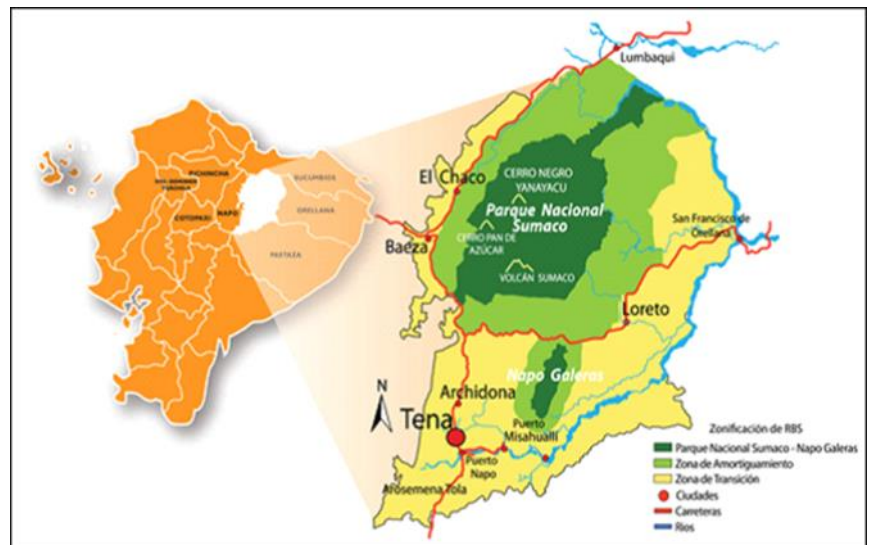 Lumbaqui
El Chaco
CERRO NEGRO
YANAYACU
Parque Nacional
Sumaco
CERRO PAN DE
AZÚCAR
VOLCÁN SUMACO
Baeza
San Francisco de
Orellana
Loreto
Napo Galeras
Archidona
Tena
Puerto
Misahuallí
Puerto
Napo
Arosemena Tola
N
PICHINCHA
COTOPAXI
NAPO
SUCUMBIOS
ORELLANA
PASTAZA
Zonificación de RBS
Parque Nacional Sumaco - Napo Galeras
Zona de Amortiguamiento
Zona de Transición
Ciudades
Carreteras
Rios